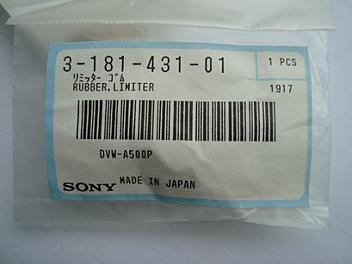 3-181-431-01
1 PCS
リミッター ゴム
RUBBER,LIMITER
1917
DVW-A500P
SONY MADE IN JAPAN